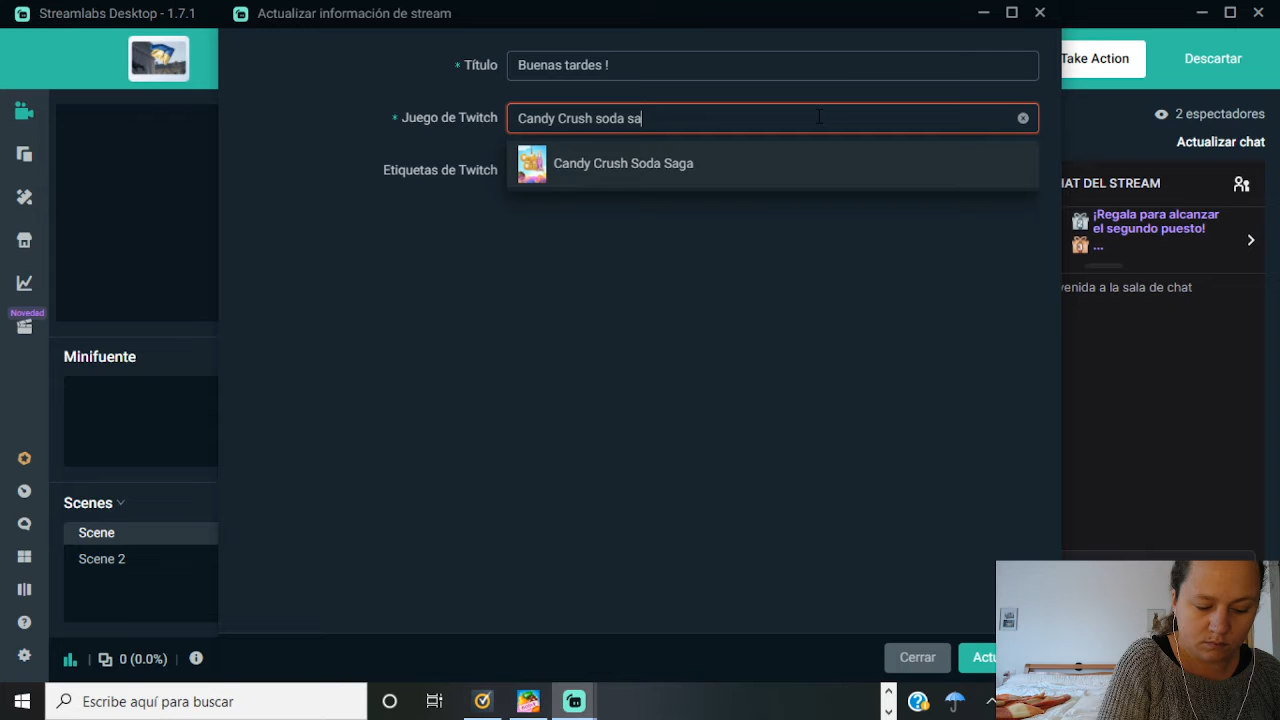 Streamlabs Desktop - 1.7.1
Actualizar información de stream
Take Action
Descartar
* Título
Buenas tardes !
* Juego de Twitch
Candy Crush soda sa
Candy Crush Soda Saga
Etiquetas de Twitch
2 espectadores
Actualizar chat
HAT DEL STREAM
¡Regala para alcanzar
el segundo puesto!
...
venida a la sala de chat
Novedad
Minifuente
Scenes
Scene
Scene 2
0 (0.0%)
Cerrar
Actu
Escribe aquí para buscar